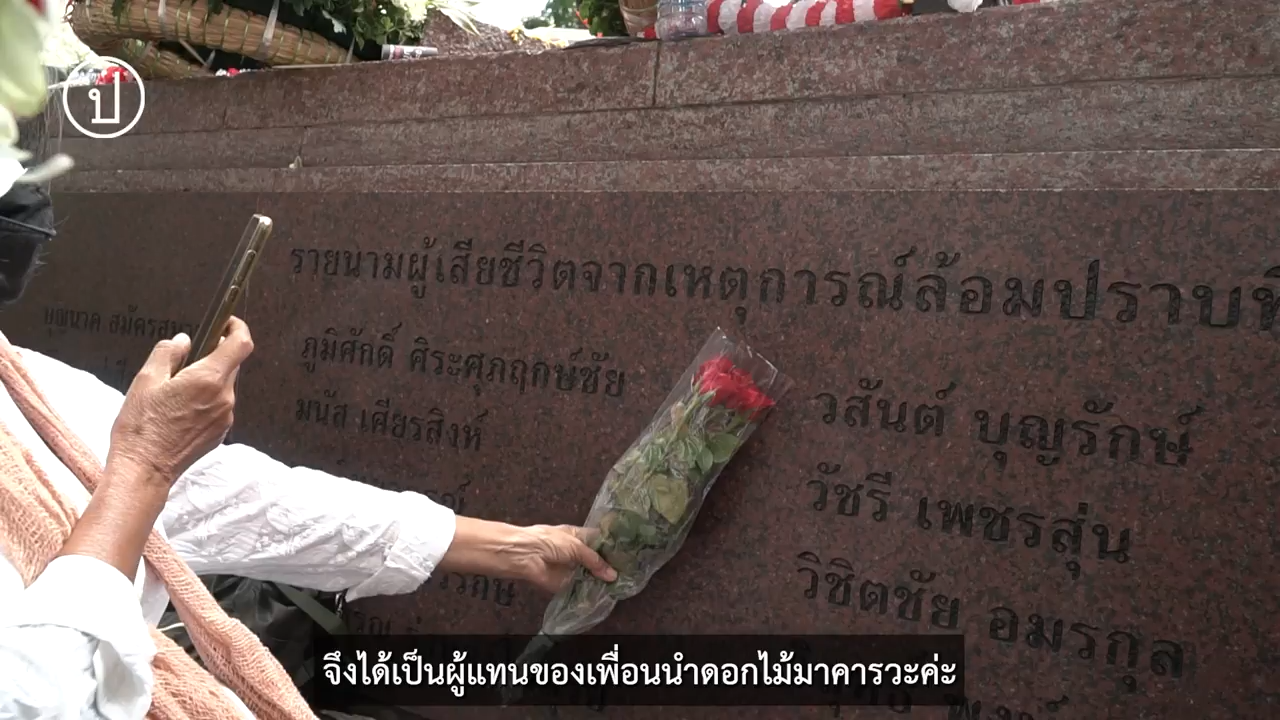 ป
รายนามผู้เสียชีวิตจากเหตุการณ์ล้อมปราบ
บุญนาค
ภูมิศักดิ์ ศิระศุภฤกษ์ชัย
มนัส เศียรสิงห์
วสันต์ บุญรักษ์
วัชรี เพชรสุ่น
วิชิตชัย อมรกุล
จึงได้เป็นผู้แทนของเพื่อนนำดอกไม้มาคารวะค่ะ